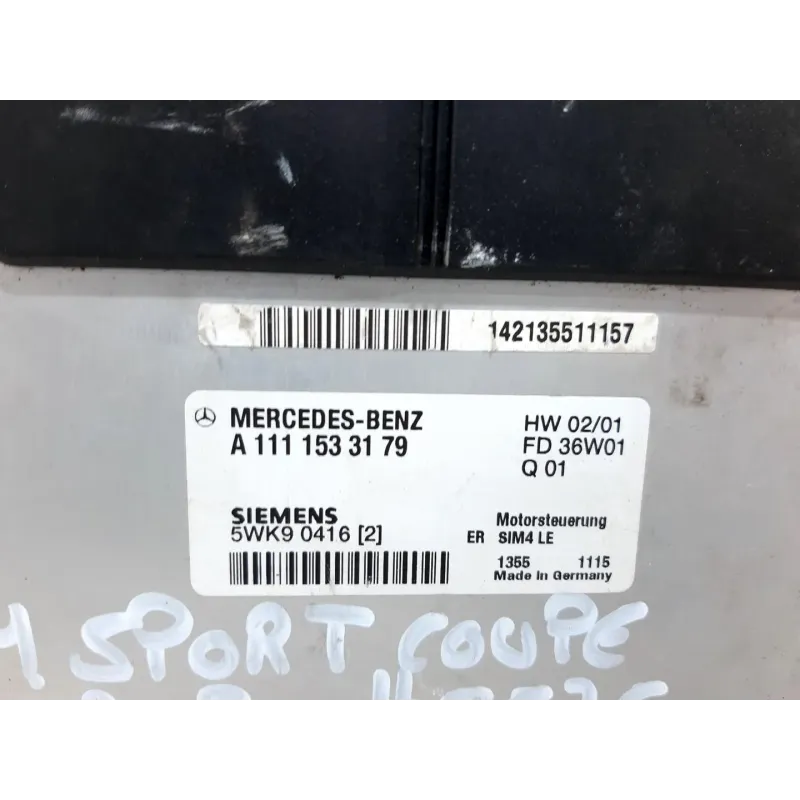 142135511157
MERCEDES-BENZ HW 02/01
A 111 153 31 79 FD 36W01
Q 01
SIEMENS Motorsteuerung
5WK9 0416 [2] ER SIM4 LE
1355 1115
Made In Germany
SPORT COUPE